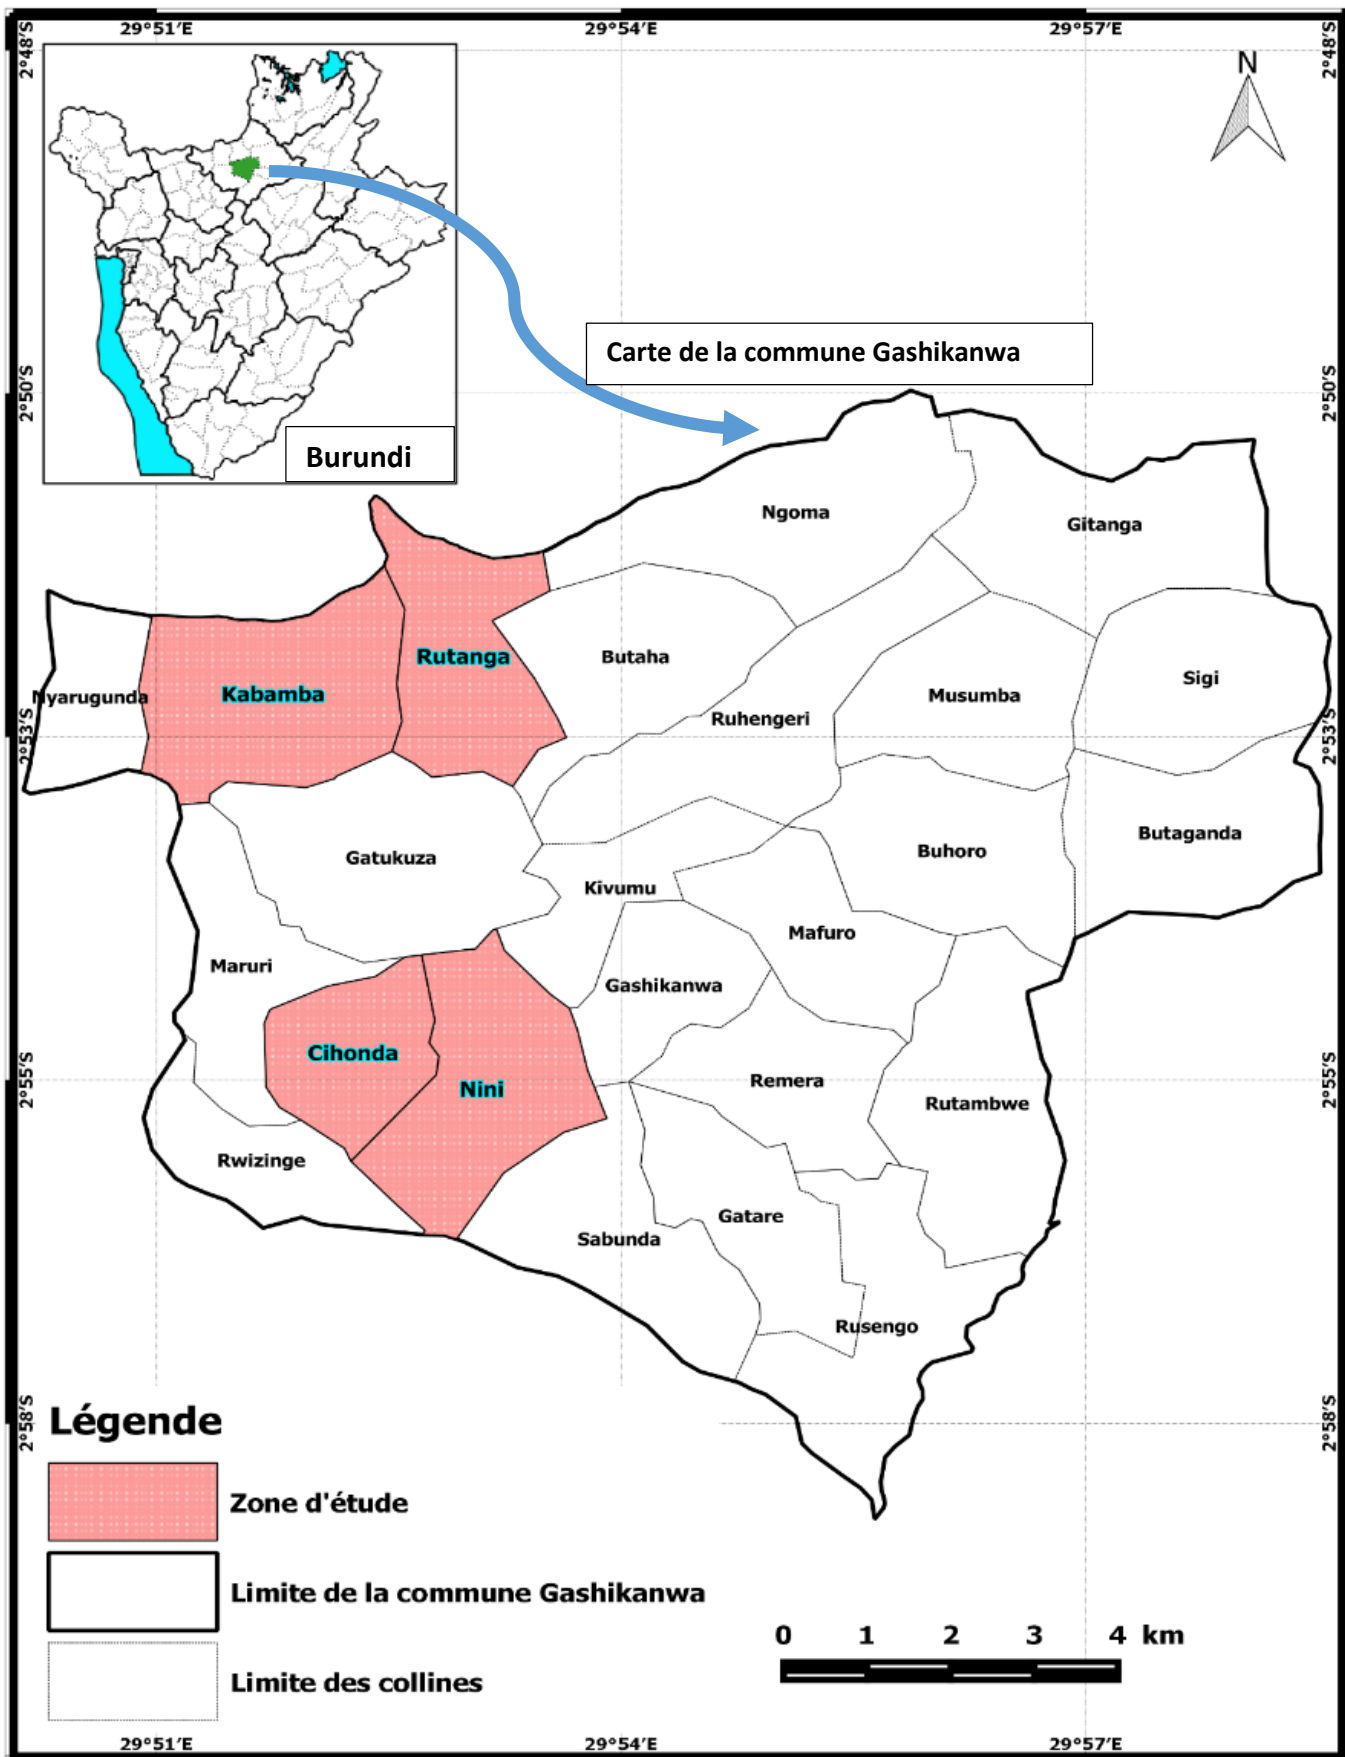 29°51′E 29°54′E 29°57′E
2°48′S 2°48′S
N
Burundi
Carte de la commune Gashikanwa
2°50′S 2°50′S
Ngoma
Gitanga
Rutanga
Butaha
Sigi
Kabamba
Nyarugunda
Musumba
Ruhengeri
2°53′S 2°53′S
Butaganda
Gatukuza
Buhoro
Kivumu
Mafuro
Maruri
Gashikanwa
Cihonda
Nini
Remera
2°55′S 2°55′S
Rutambwe
Rwizinge
Gatare
Sabunda
Rusengo
2°58′S 2°58′S
Légende
Zone d'étude
Limite de la commune Gashikanwa
Limite des collines
0 1 2 3 4 km
29°51′E 29°54′E 29°57′E